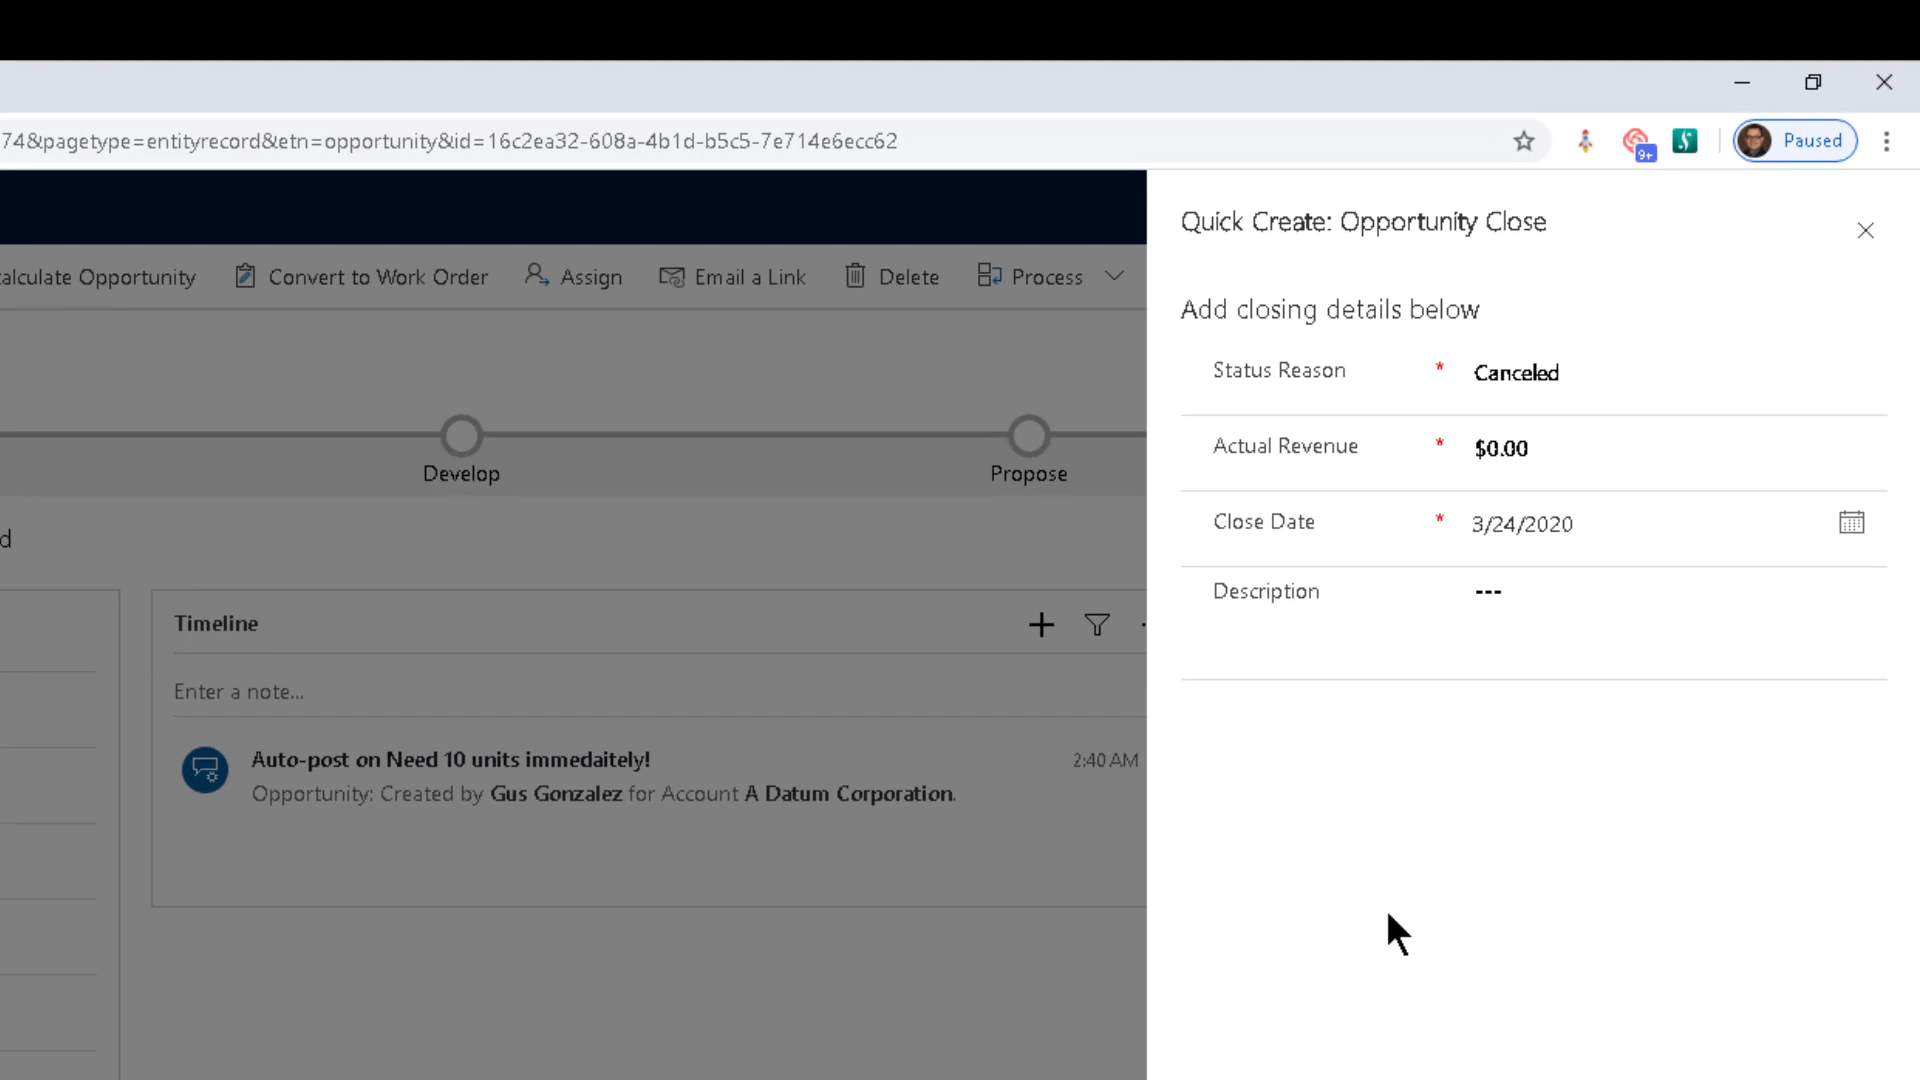 74&pagetype=entityrecord&etn=opportunity&id=16c2ea32-608a-4b1d-b5c5-7e714e6ecc62
9+
Paused
Quick Create: Opportunity Close
alculate Opportunity
Convert to Work Order
Assign
Email a Link
Delete
Process
Add closing details below
Status Reason * Canceled
Actual Revenue * $0.00
Close Date * 3/24/2020
Description ---
Develop
Propose
d
Timeline
Enter a note...
Auto-post on Need 10 units immedaitely! 2:40 AM
Opportunity: Created by Gus Gonzalez for Account A Datum Corporation.